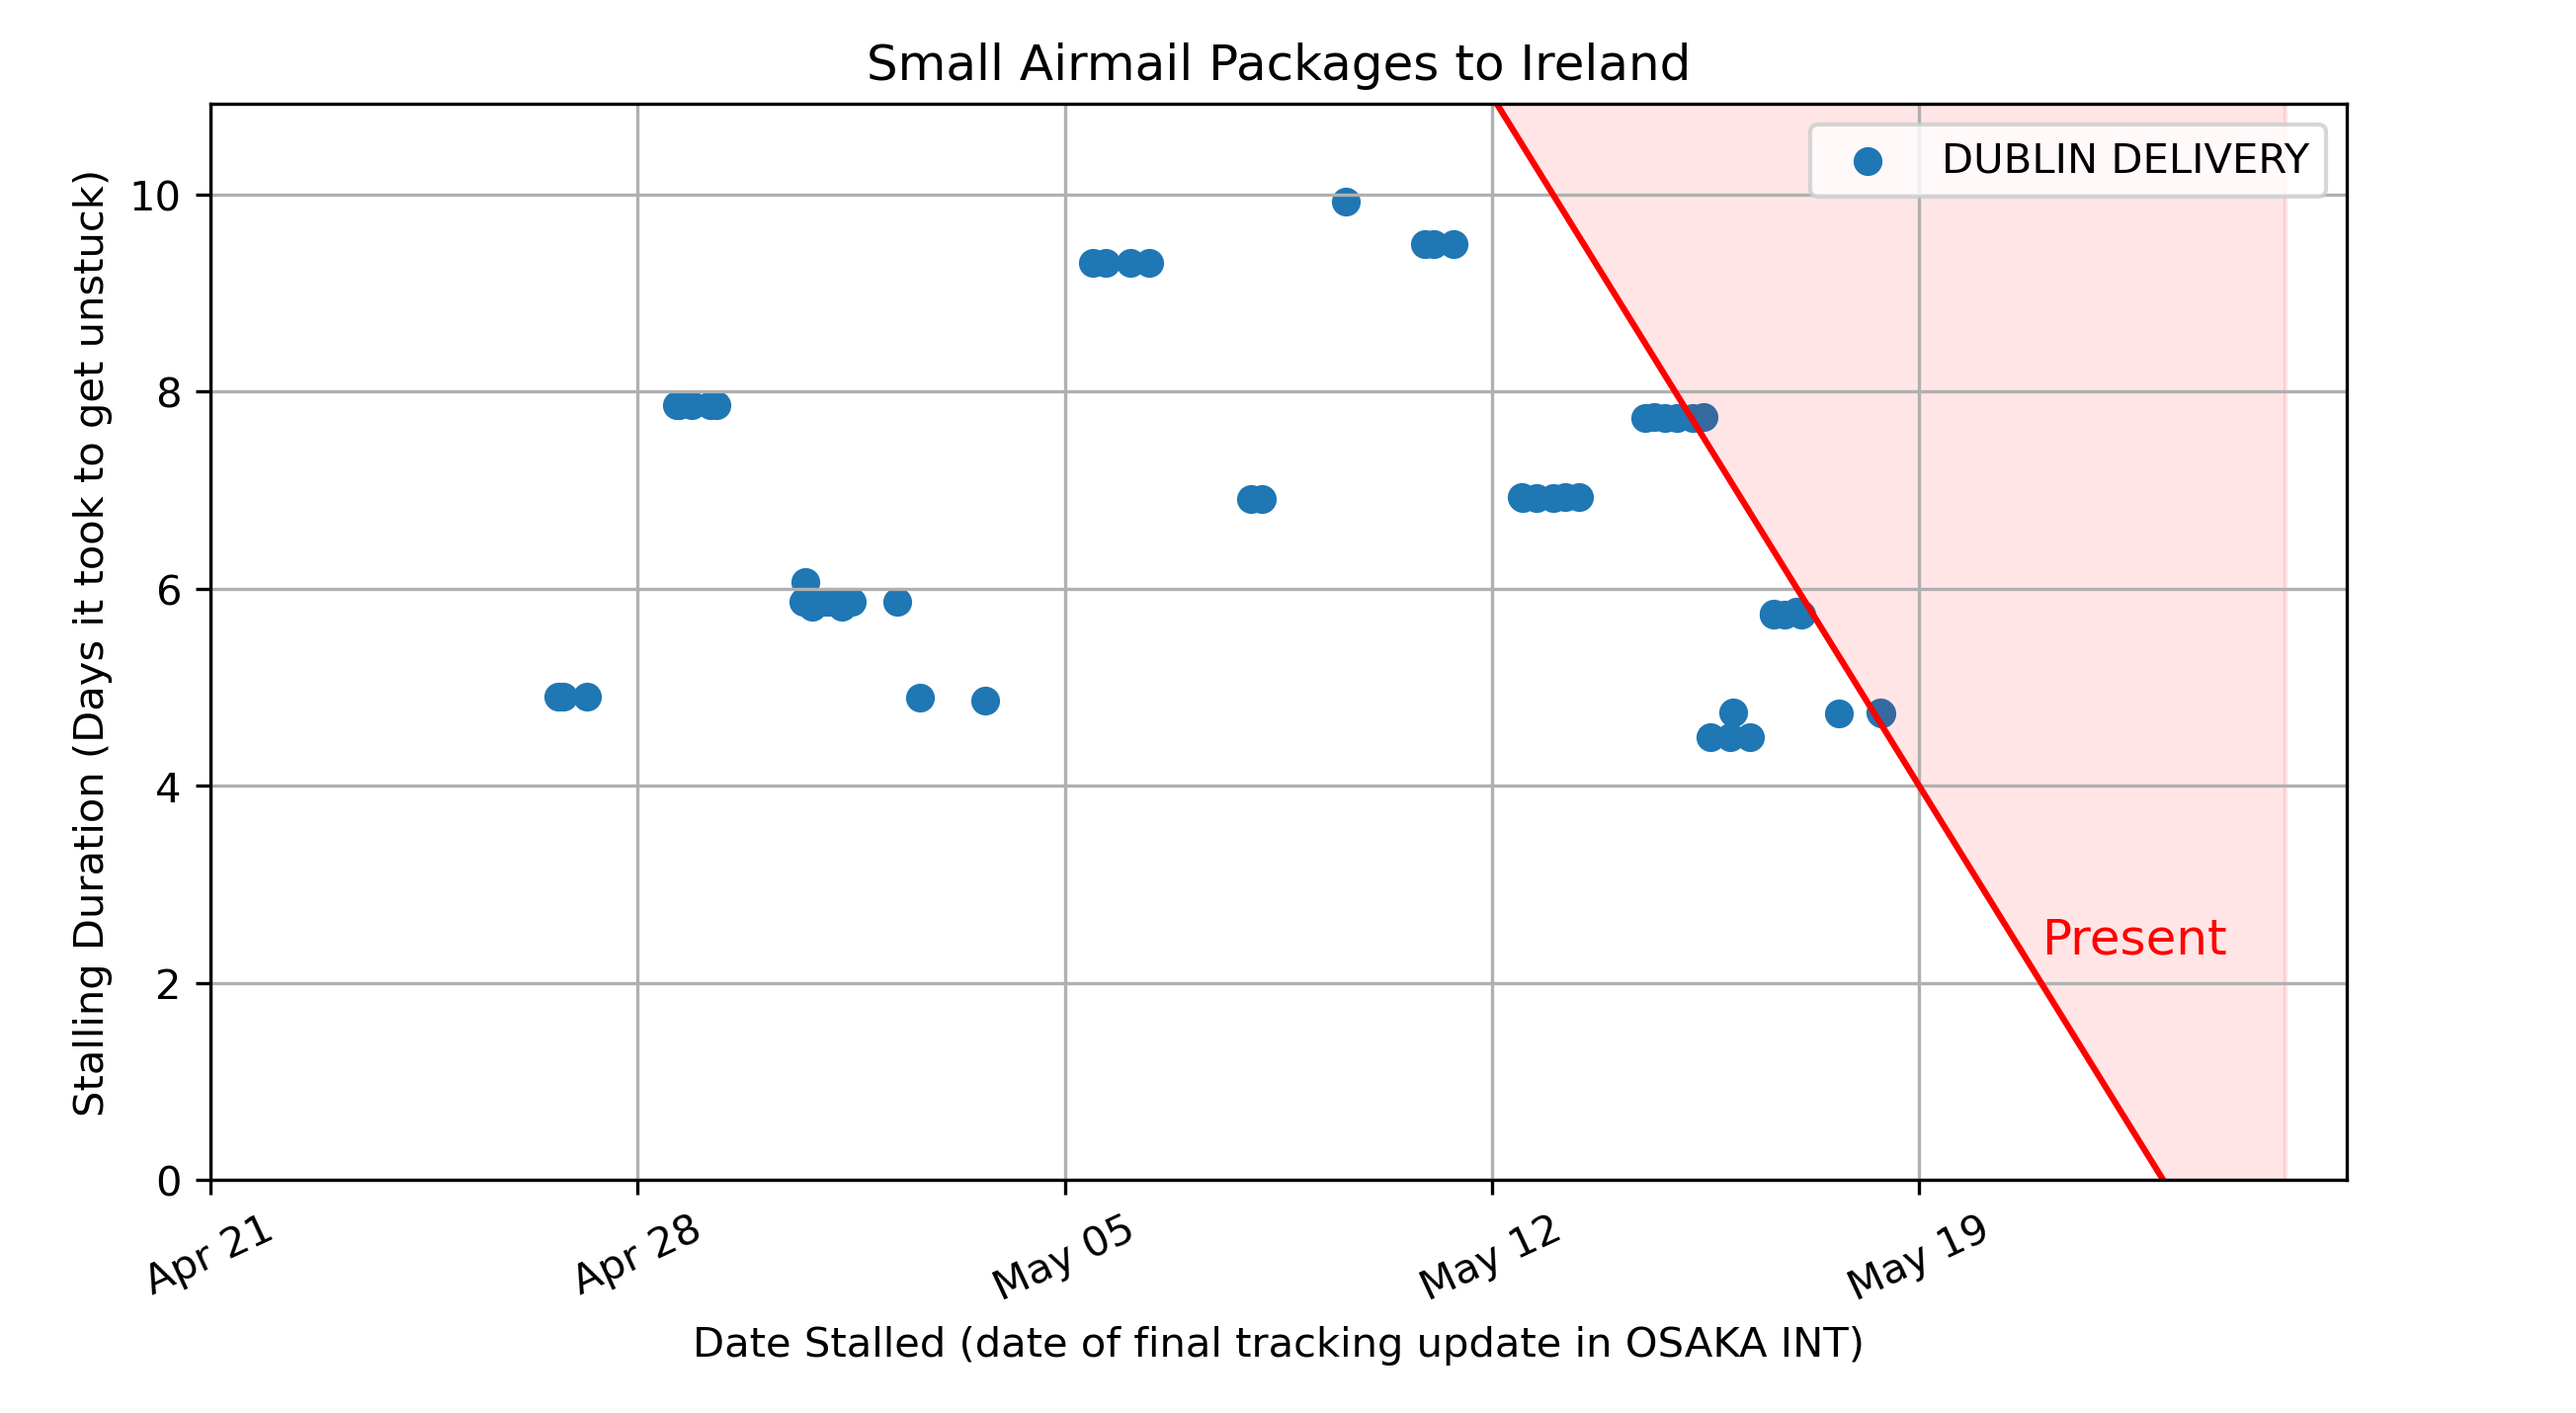 Small Airmail Packages to Ireland
DUBLIN DELIVERY
Stalling Duration (Days it took to get unstuck)
10
8
6
4
2
0
Present
Apr 21
Apr 28
May 05
May 12
May 19
Date Stalled (date of final tracking update in OSAKA INT)